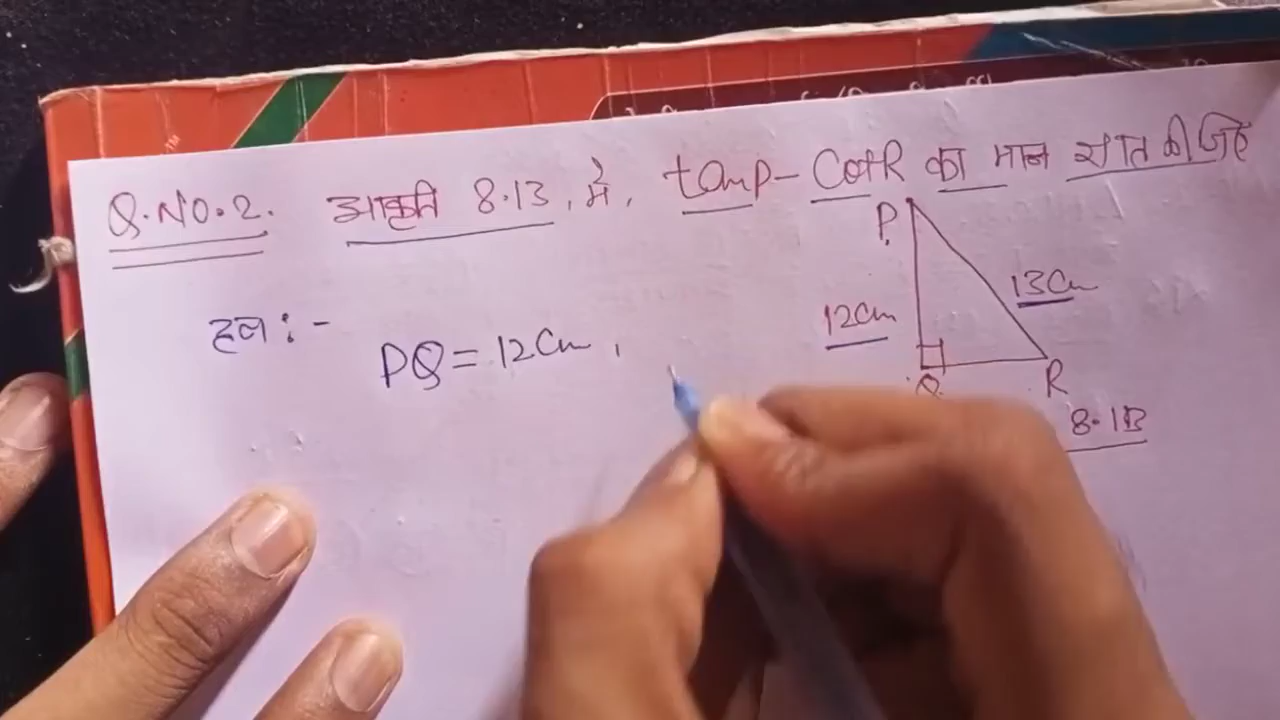 Q.NO.2. आकृती 8.13, मे, tanp - CotR का मान ज्ञात कीजिए
P
13Cm
12Cm
हल :-
PQ = 12Cm ,
Q R
8.13